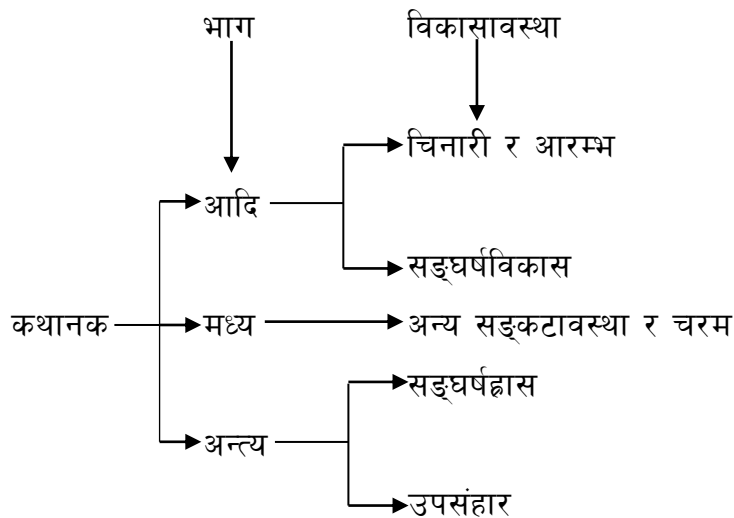 भाग विकासावस्था
चिनारी र आरम्भ
आदि
सङ्घर्षविकास
कथानक मध्य अन्य सङ्कटावस्था र चरम
सङ्घर्षह्रास
अन्त्य
उपसंहार